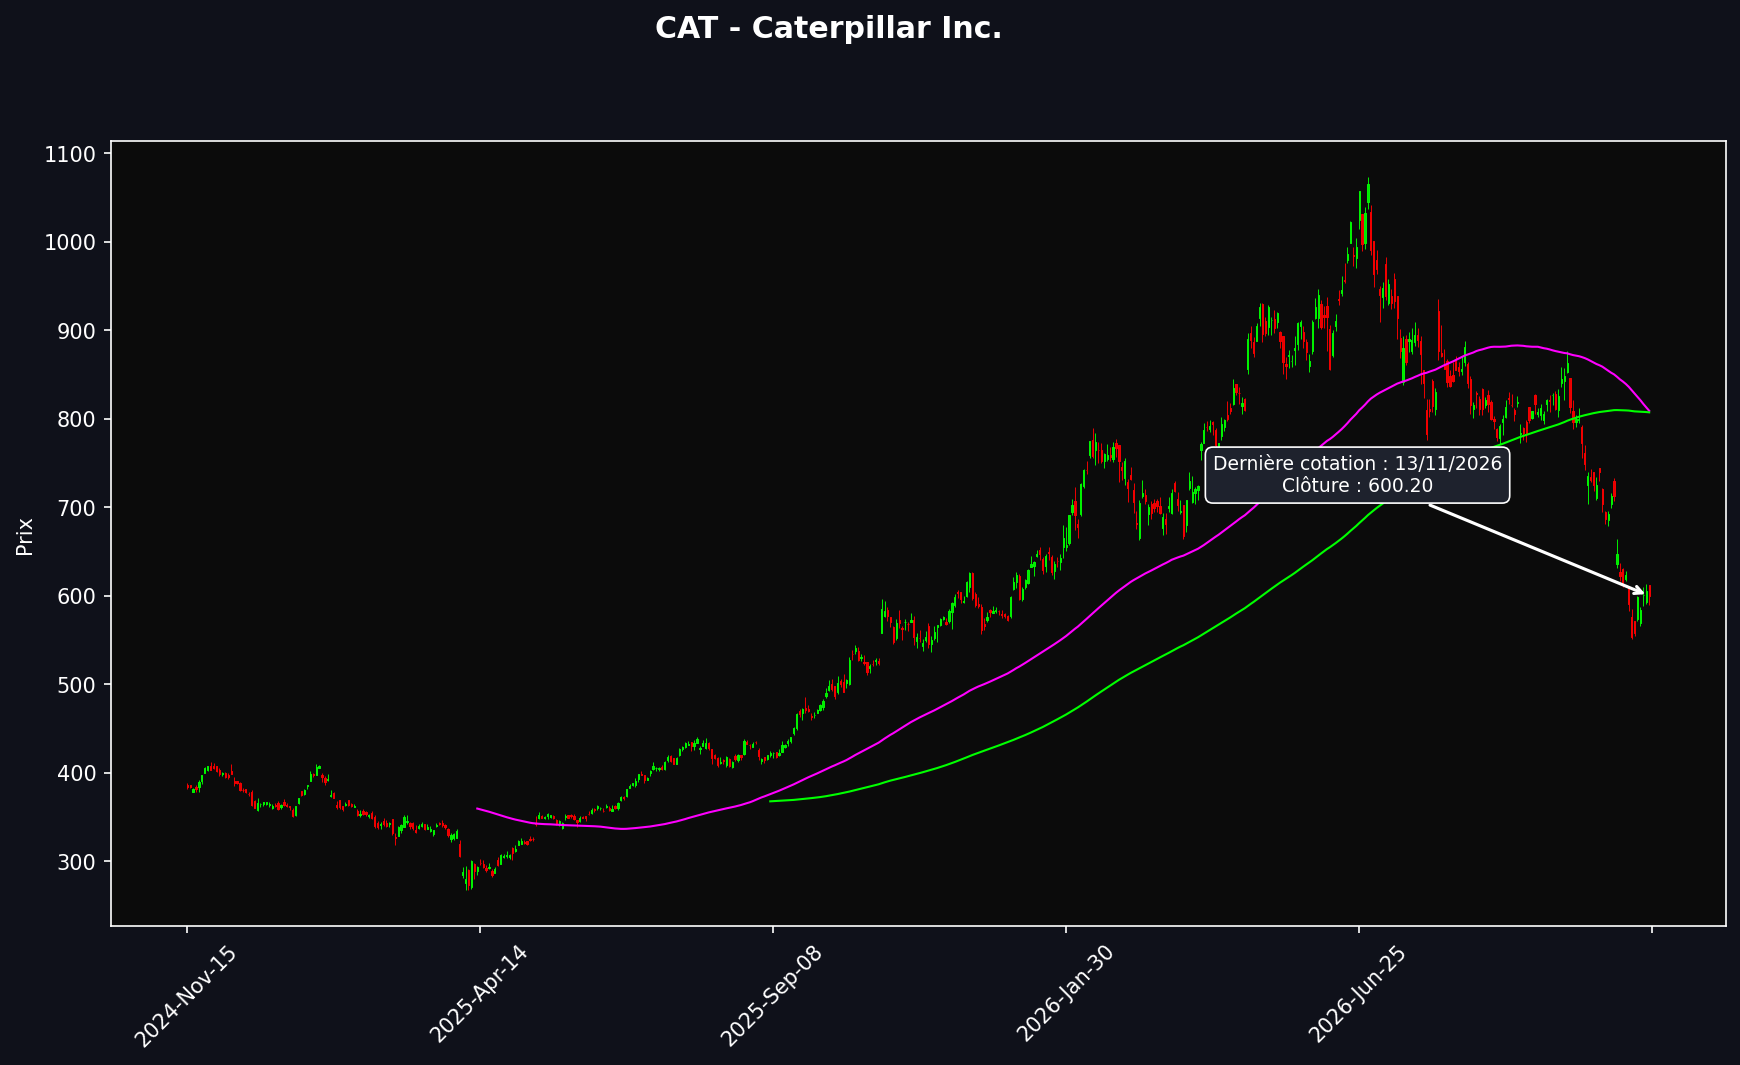 CAT - Caterpillar Inc.
1100
1000
900
800
700
600
500
400
300
Prix
Dernière cotation : 13/11/2026
Clôture : 600.20
2024-Nov-15
2025-Apr-14
2025-Sep-08
2026-Jan-30
2026-Jun-25